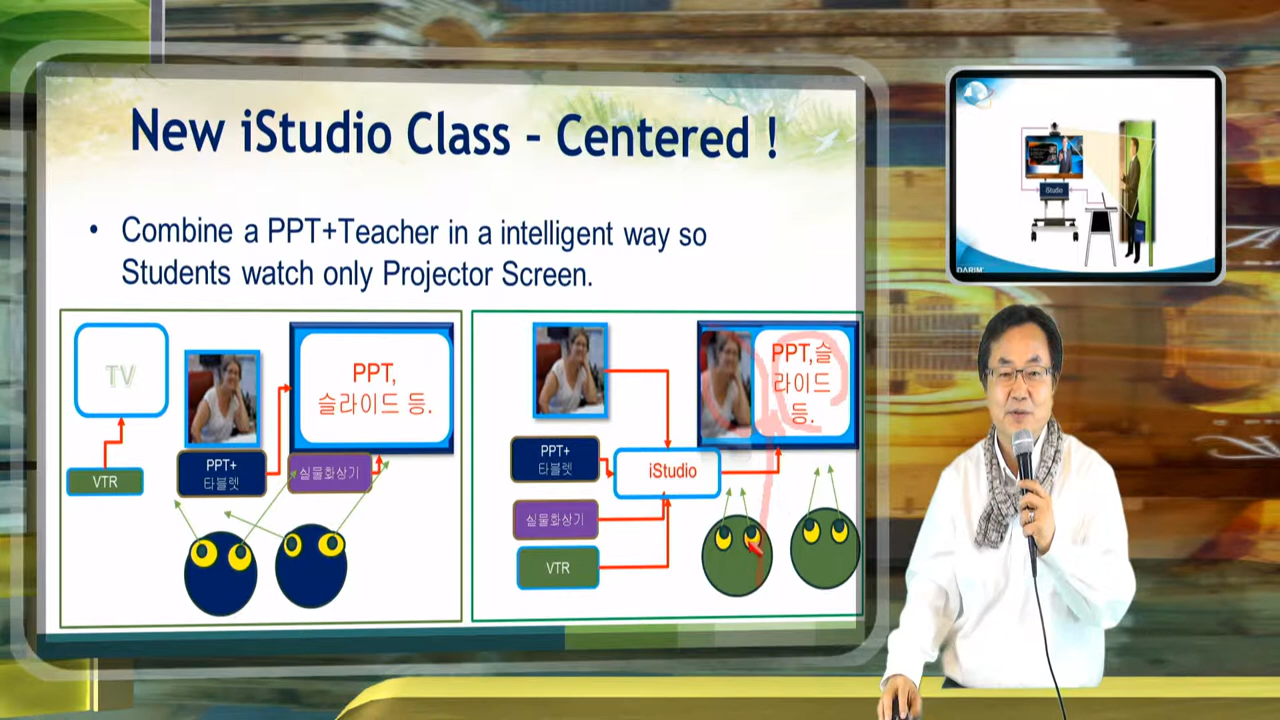 New iStudio Class – Centered !
• Combine a PPT+Teacher in a intelligent way so
Students watch only Projector Screen.
TV
VTR
PPT+
타블렛
PPT,
슬라이드 등.
실물화상기
PPT+
타블렛
실물화상기
VTR
iStudio
PPT,슬
라이드
등.
iStudio
DARIM